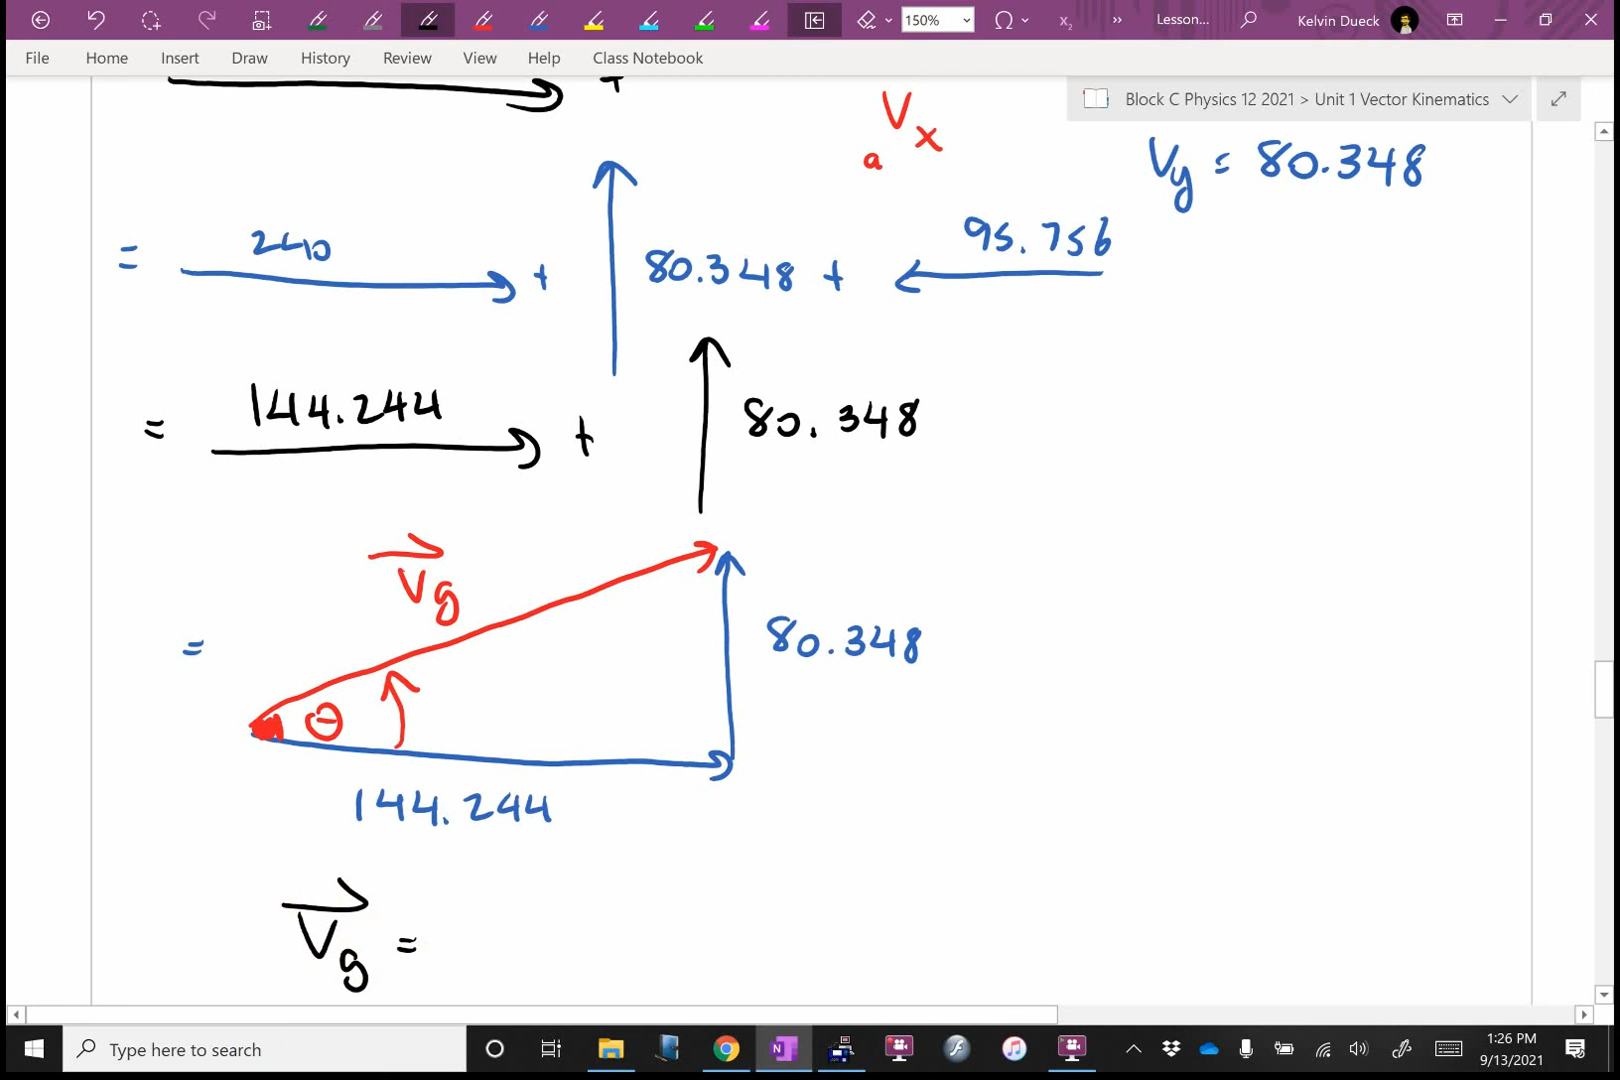 150%
x₂
Lesson...
Kelvin Dueck
File Home Insert Draw History Review View Help Class Notebook
Block C Physics 12 2021 > Unit 1 Vector Kinematics
+
Vx
a
Vy = 80.348
= 240 + 80.348 + 95.756
= 144.244 + 80.348
Vg
= θ 80.348
144.244
Vg =
Type here to search
1:26 PM
9/13/2021